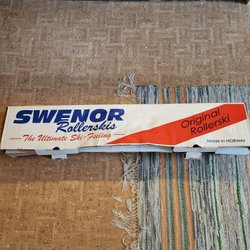 SWENOR
Rollerskis
The Ultimate Ski-Feeling
Original
Rollerski
Made in NORWAY